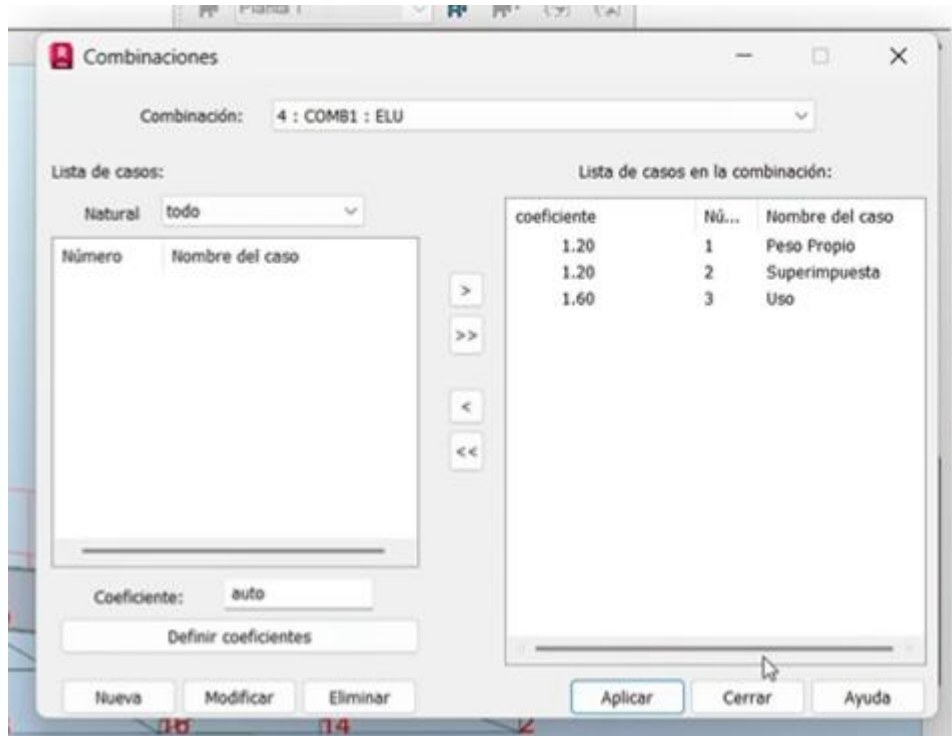 Planta 1
Combinaciones
Combinación: 4 : COMB1 : ELU
Lista de casos:
Natural todo
Número Nombre del caso
>
>>
<
<<
Coeficiente: auto
Definir coeficientes
Nueva Modificar Eliminar
Lista de casos en la combinación:
coeficiente Nú... Nombre del caso
1.20 1 Peso Propio
1.20 2 Superimpuesta
1.60 3 Uso
Aplicar Cerrar Ayuda
16 14 2